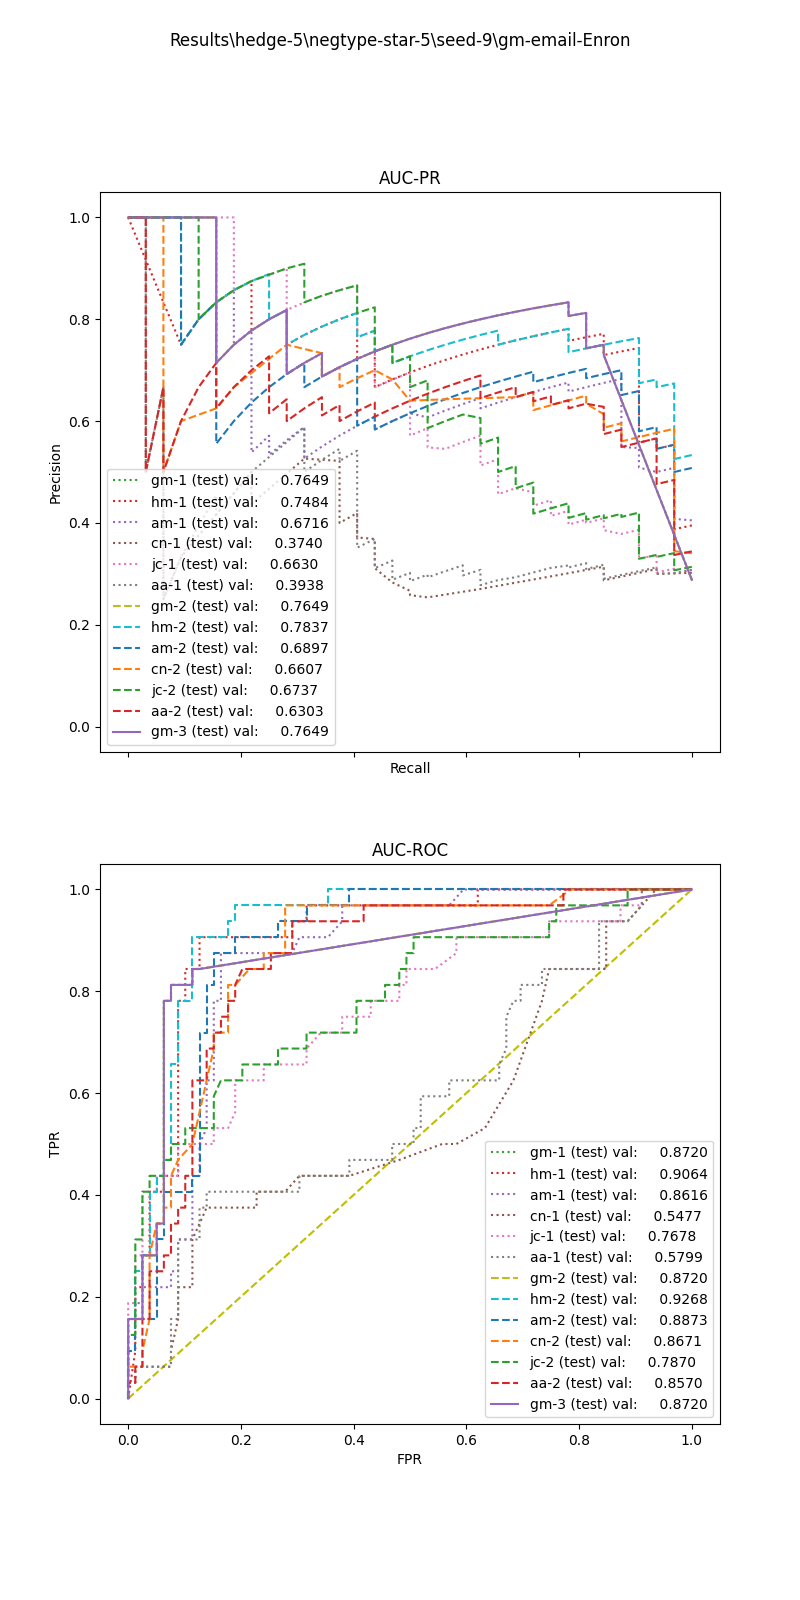 Results\hedge-5\negtype-star-5\seed-9\gm-email-Enron
AUC-PR
1.0
0.8
0.6
0.4
0.2
0.0
Precision
gm-1 (test) val: 0.7649
hm-1 (test) val: 0.7484
am-1 (test) val: 0.6716
cn-1 (test) val: 0.3740
jc-1 (test) val: 0.6630
aa-1 (test) val: 0.3938
gm-2 (test) val: 0.7649
hm-2 (test) val: 0.7837
am-2 (test) val: 0.6897
cn-2 (test) val: 0.6607
jc-2 (test) val: 0.6737
aa-2 (test) val: 0.6303
gm-3 (test) val: 0.7649
Recall
AUC-ROC
1.0
0.8
0.6
0.4
0.2
0.0
TPR
gm-1 (test) val: 0.8720
hm-1 (test) val: 0.9064
am-1 (test) val: 0.8616
cn-1 (test) val: 0.5477
jc-1 (test) val: 0.7678
aa-1 (test) val: 0.5799
gm-2 (test) val: 0.8720
hm-2 (test) val: 0.9268
am-2 (test) val: 0.8873
cn-2 (test) val: 0.8671
jc-2 (test) val: 0.7870
aa-2 (test) val: 0.8570
gm-3 (test) val: 0.8720
0.0 0.2 0.4 0.6 0.8 1.0
FPR